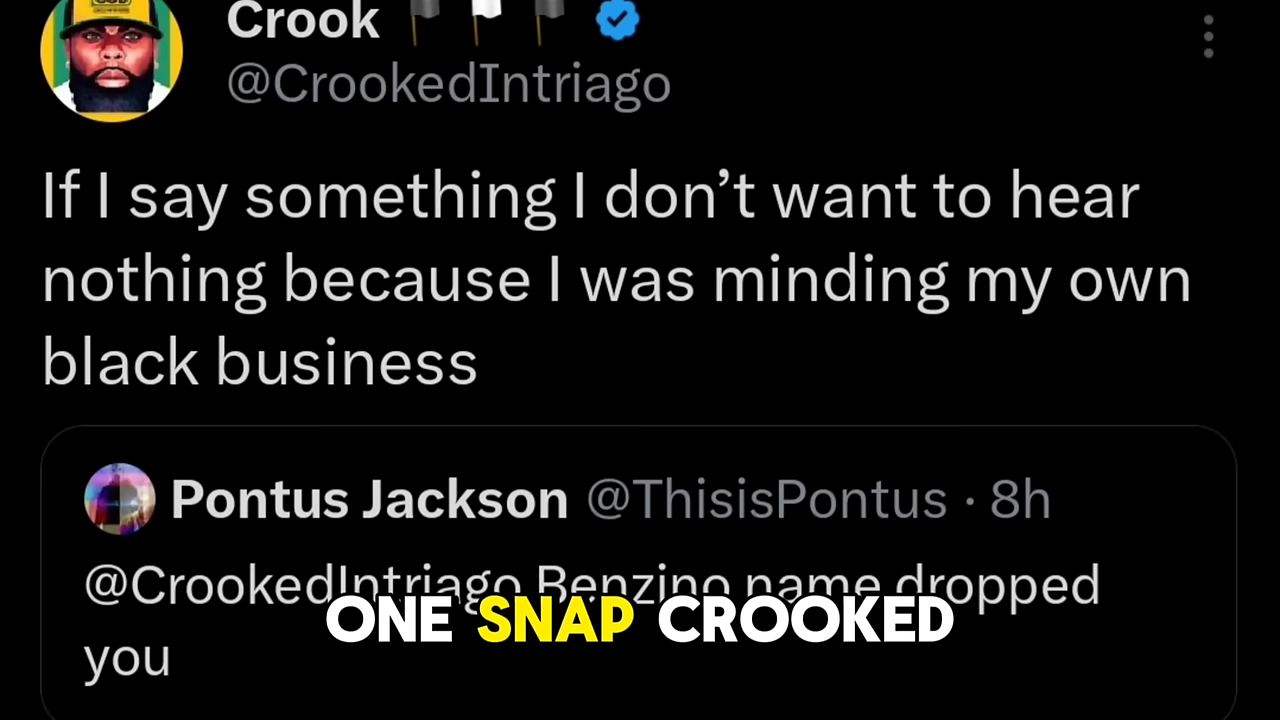 Crook
@CrookedIntriago
If I say something I don’t want to hear
nothing because I was minding my own
black business
Pontus Jackson @ThisisPontus · 8h
@CrookedIntriago Benzino name dropped
you
ONE SNAP CROOKED